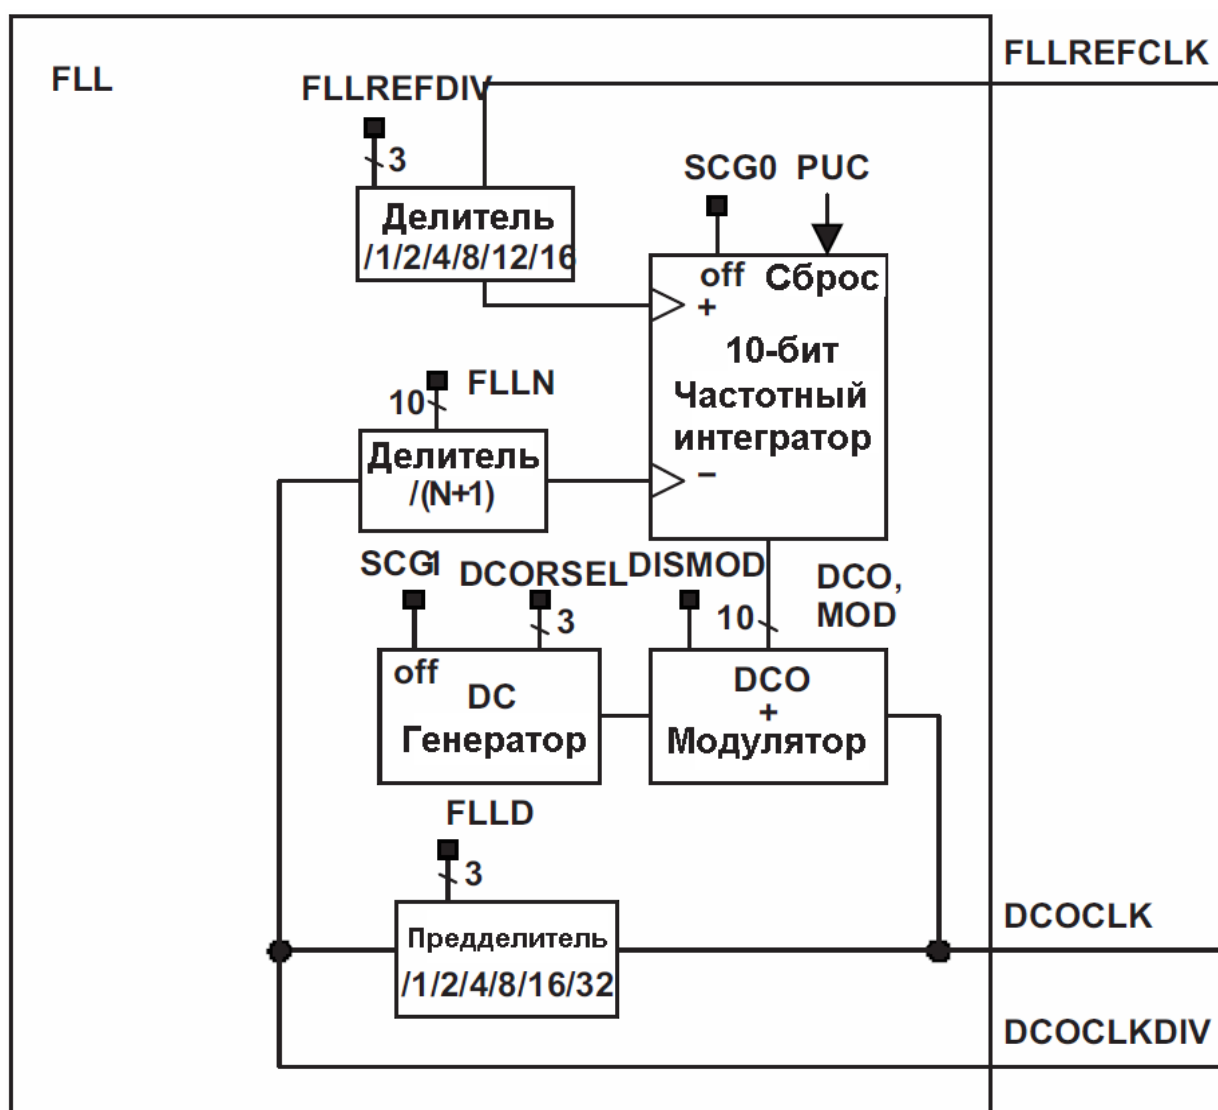 FLLREFCLK
FLL
FLLREFDIV
3
SCG0 PUC
Делитель
/1/2/4/8/12/16
off Сброс
+
10-бит
Частотный
интегратор
–
FLLN
10
Делитель
/(N+1)
SCG1
DCORSEL
DISMOD
3
10
DCO,
MOD
off
DC
Генератор
DCO
+
Модулятор
FLLD
3
Предделитель
/1/2/4/8/16/32
DCOCLK
DCOCLKDIV